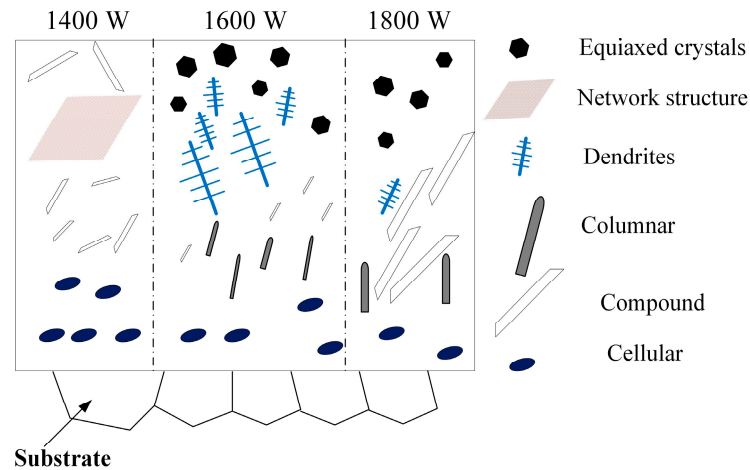 1400 W 1600 W 1800 W
Equiaxed crystals
Network structure
Dendrites
Columnar
Compound
Cellular
Substrate